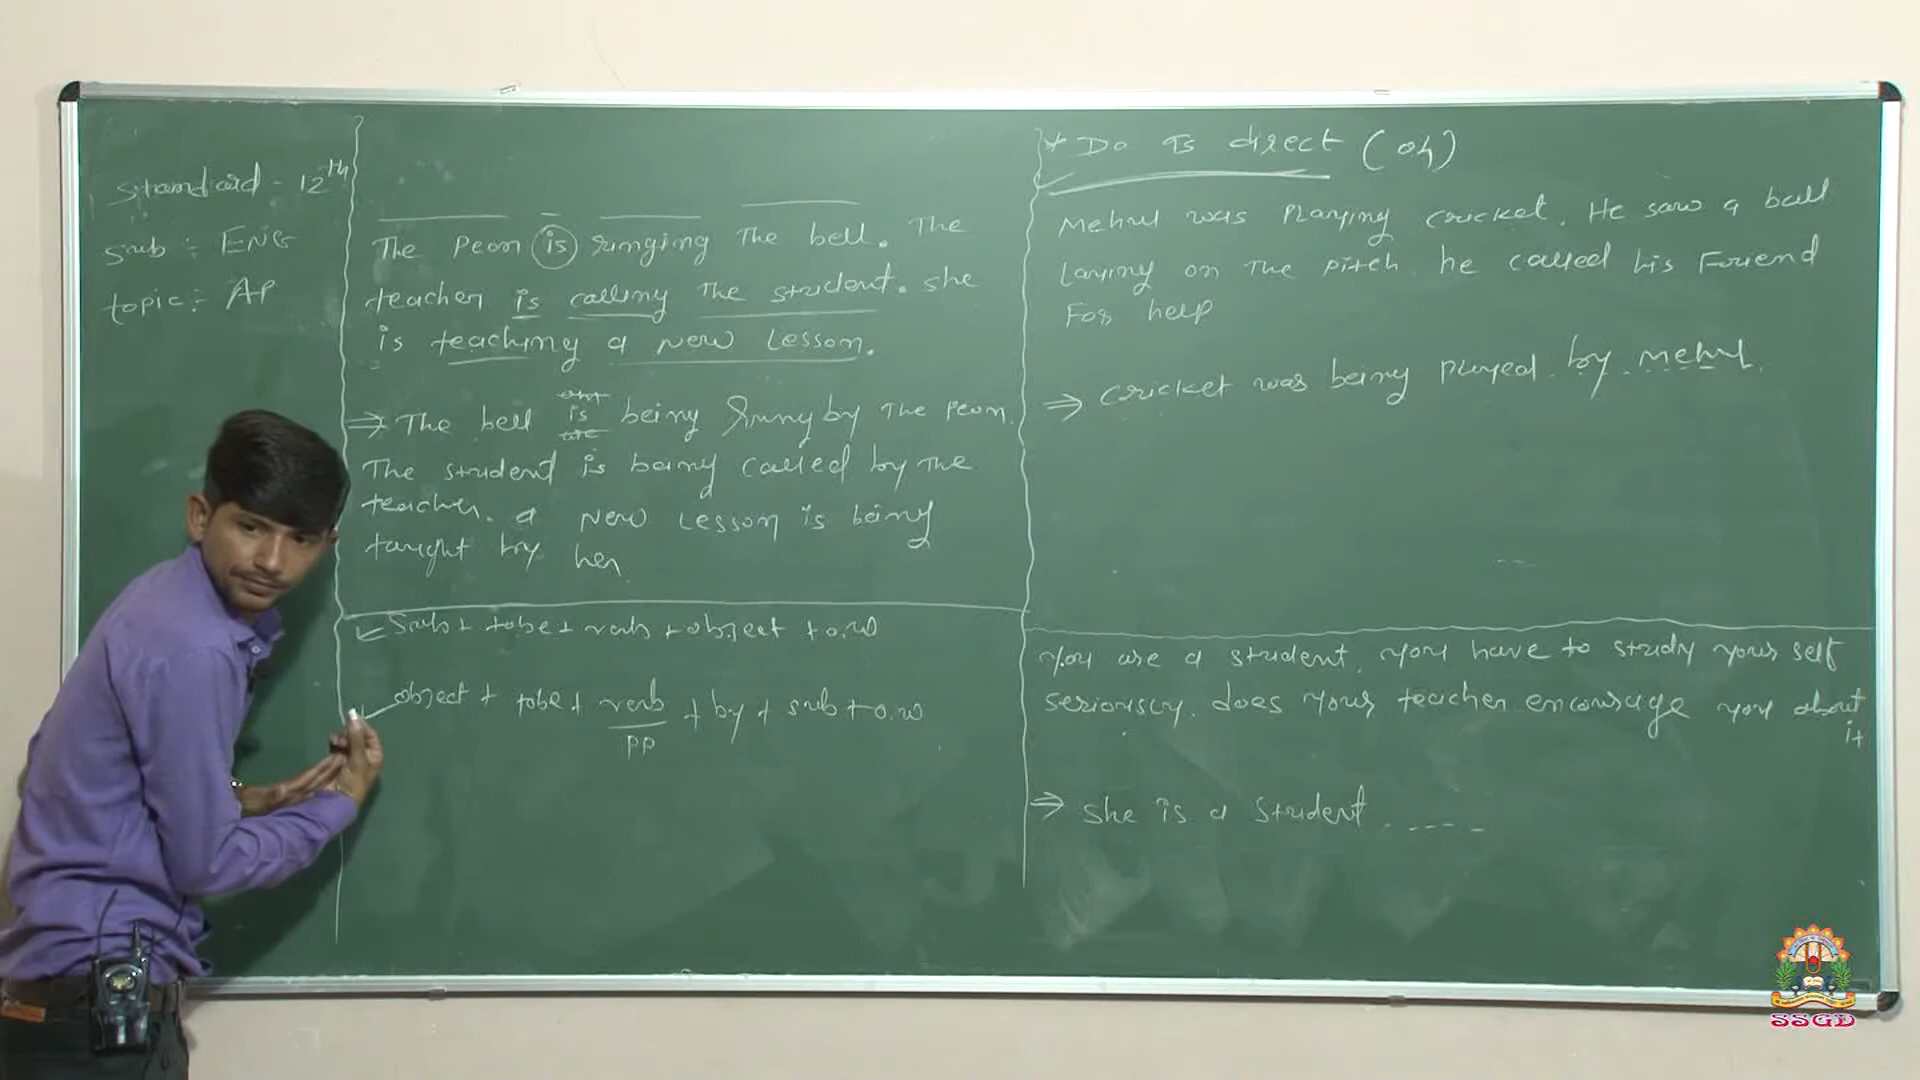 Standard - 12th
Sub : ENG
topic : AP
The Peon is ringing The bell. The
teacher is calling The student. she
is teaching a New Lesson.
⇒ The bell is being Rung by The Peon.
The student is being called by The
teacher. a New Lesson is being
taught by her
Sub + tobe + verb + object + o.w
object + tobe + verb + by + sub + o.w
PP
* Do as direct (04)
Mehul was Playing cricket. He saw a ball
Laying on The pitch he called his Friend
For help
⇒ cricket was being played by Mehul.
You are a student. you have to study your self
seriouscy. does your teacher encourage you about
it
⇒ She is a Student .----
SSGD